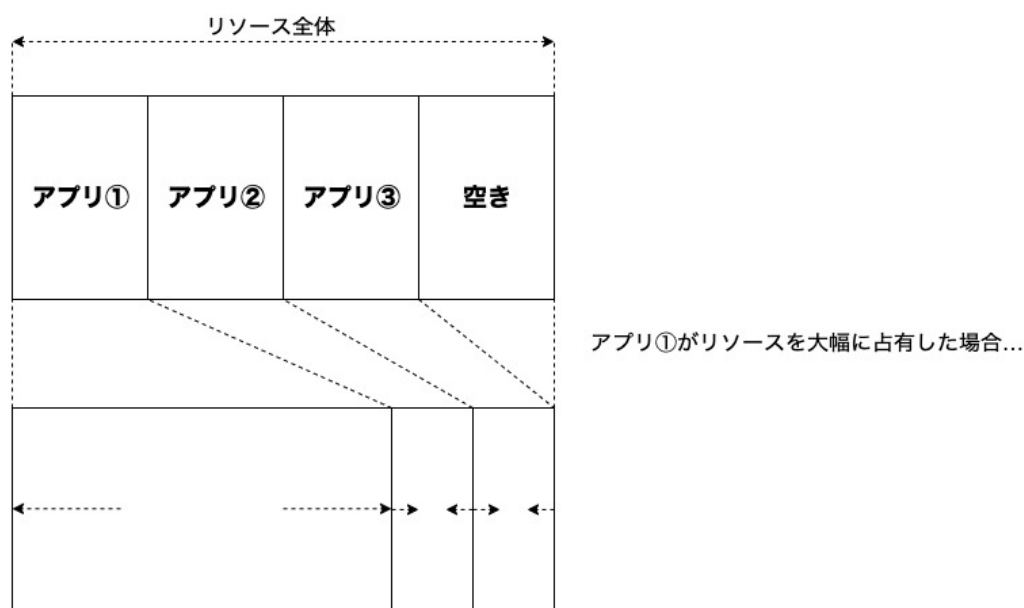 リソース全体
アプリ①
アプリ②
アプリ③
空き
アプリ①がリソースを大幅に占有した場合…